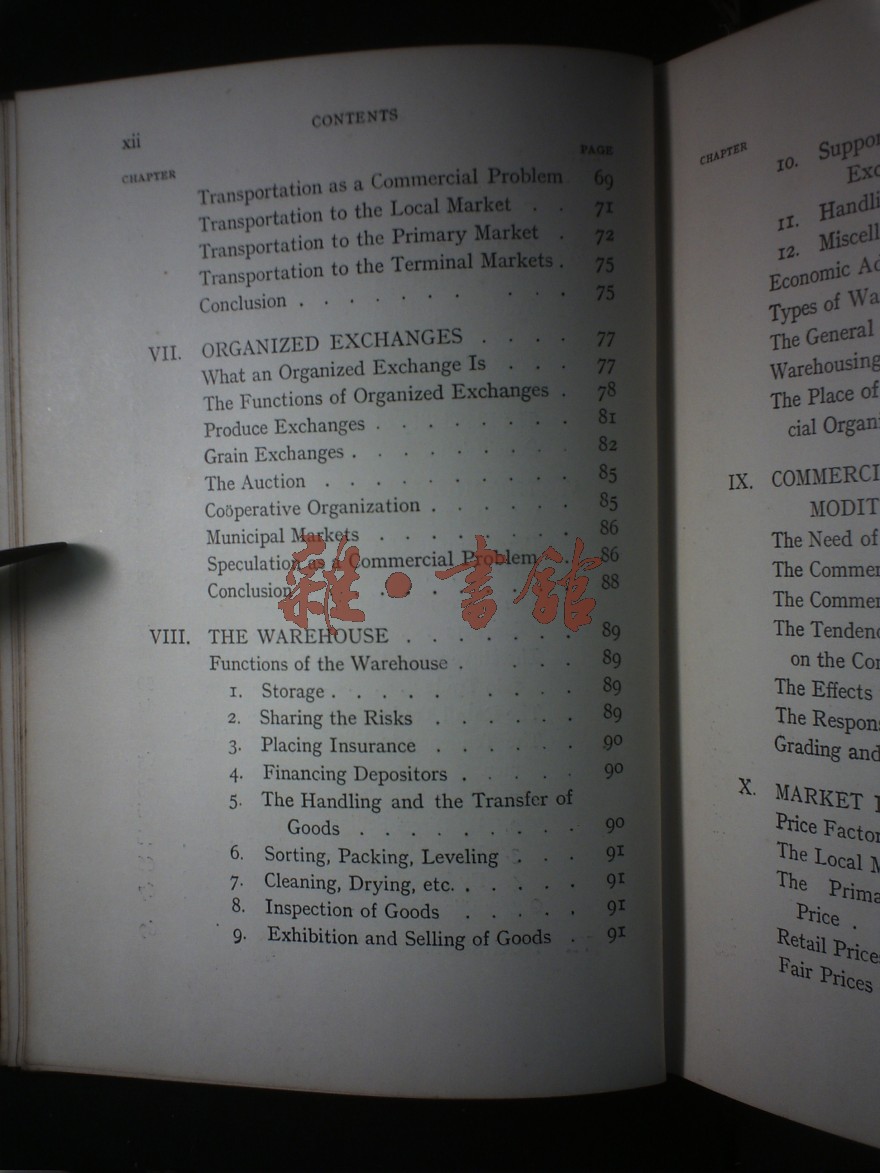 xii
CONTENTS
CHAPTER PAGE
Transportation as a Commercial Problem 69
Transportation to the Local Market . . 71
Transportation to the Primary Market . 72
Transportation to the Terminal Markets . 75
Conclusion . . . . . . . . . . 75
VII. ORGANIZED EXCHANGES . . . . 77
What an Organized Exchange Is . . . 77
The Functions of Organized Exchanges . 78
Produce Exchanges . . . . . . . . 81
Grain Exchanges . . . . . . . . . 82
The Auction . . . . . . . . . . 85
Coöperative Organization . . . . . . 85
Municipal Markets . . . . . . . . 86
Speculation as a Commercial Problem . . 86
Conclusion . . . . . . . . . . 88
VIII. THE WAREHOUSE . . . . . . . 89
Functions of the Warehouse . . . . 89
1. Storage . . . . . . . . . 89
2. Sharing the Risks . . . . . . 89
3. Placing Insurance . . . . . . 90
4. Financing Depositors . . . . . 90
5. The Handling and the Transfer of
Goods . . . . . . . . . 90
6. Sorting, Packing, Leveling . . . 91
7. Cleaning, Drying, etc. . . . . . 91
8. Inspection of Goods . . . . . 91
9. Exhibition and Selling of Goods . 91
雜·書館
CHAPTER
10. Suppor
Exc
11. Handli
12. Miscell
Economic Ad
Types of Wa
The General
Warehousing
The Place of
cial Organi
IX. COMMERCI
MODIT
The Need of
The Commer
The Commer
The Tendenc
on the Co
The Effects
The Respons
Grading and
X. MARKET
Price Factor
The Local M
The Prima
Price .
Retail Prices
Fair Prices